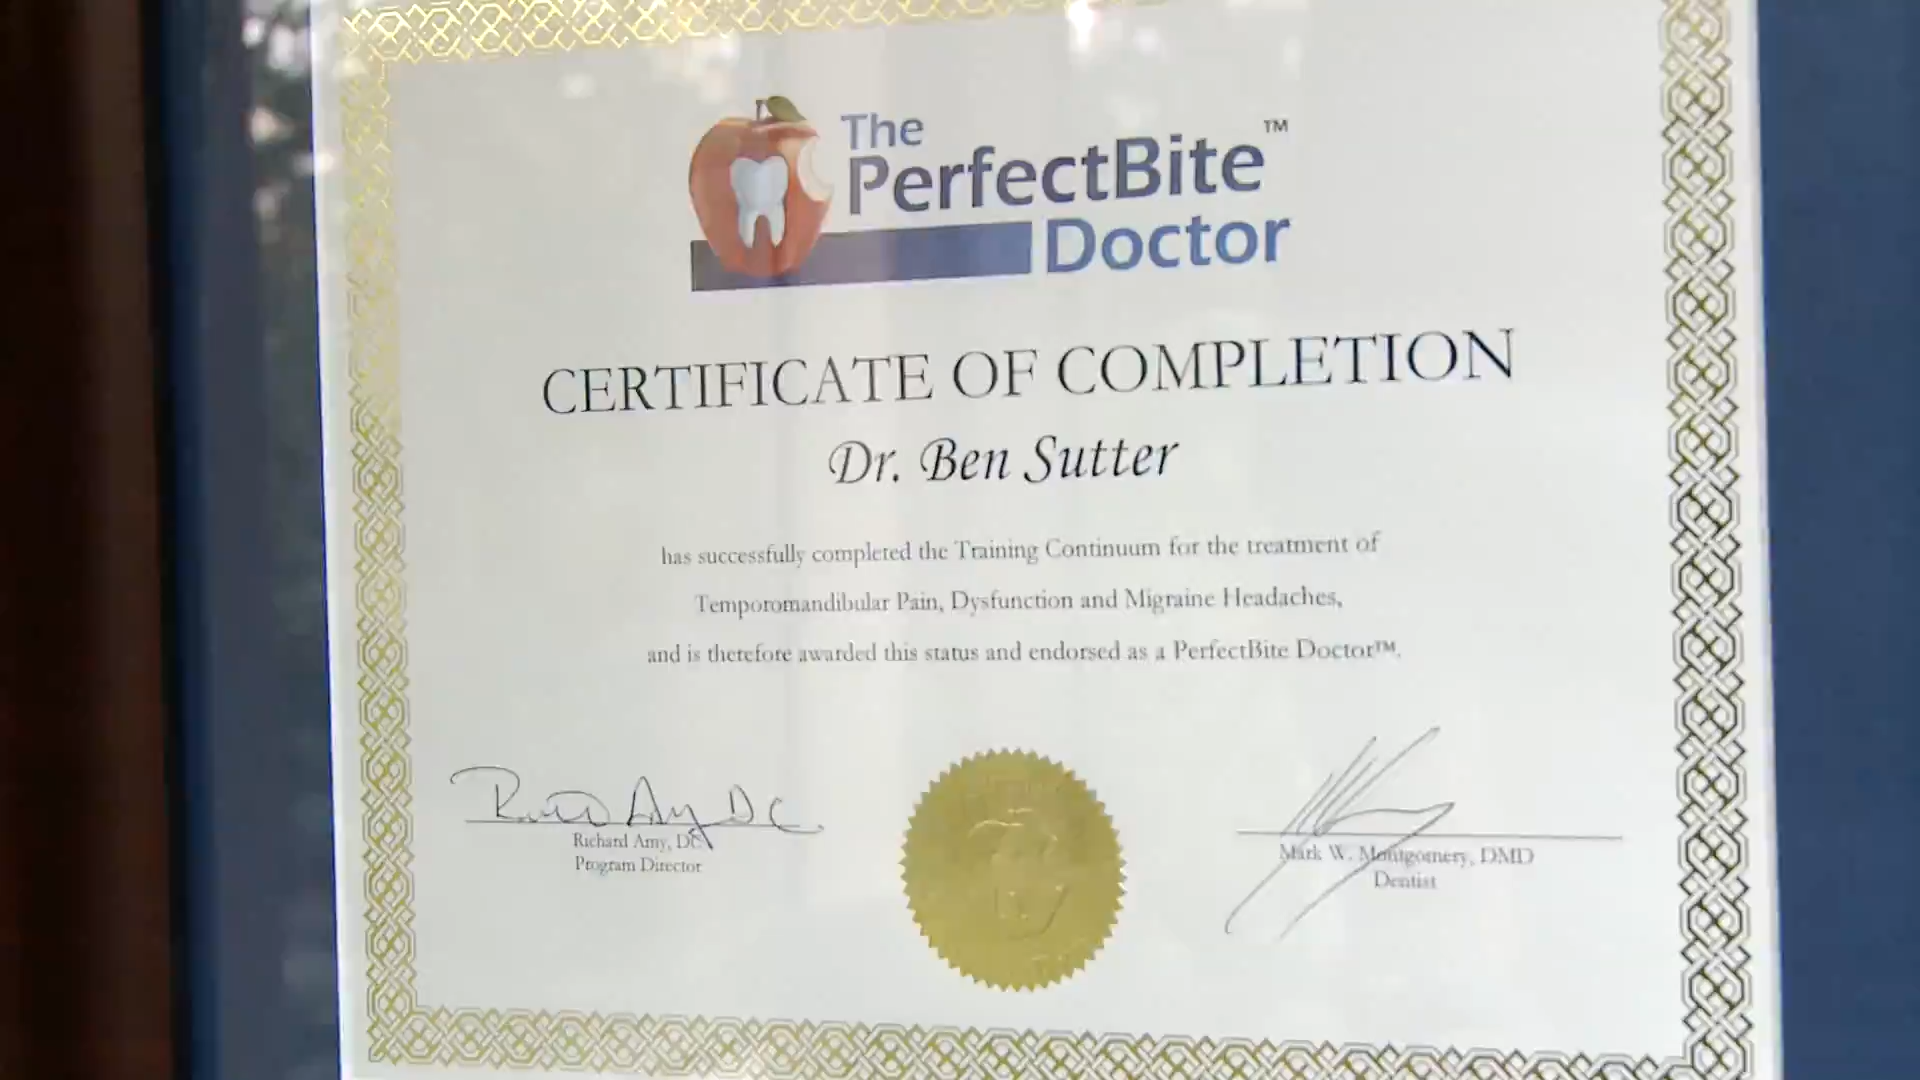 The
PerfectBite™
Doctor
CERTIFICATE OF COMPLETION
Dr. Ben Sutter
has successfully completed the Training Continuum for the treatment of
Temporomandibular Pain, Dysfunction and Migraine Headaches,
and is therefore awarded this status and endorsed as a PerfectBite Doctor™.
Richard Amy, DC
Program Director
Mark W. Montgomery, DMD
Dentist